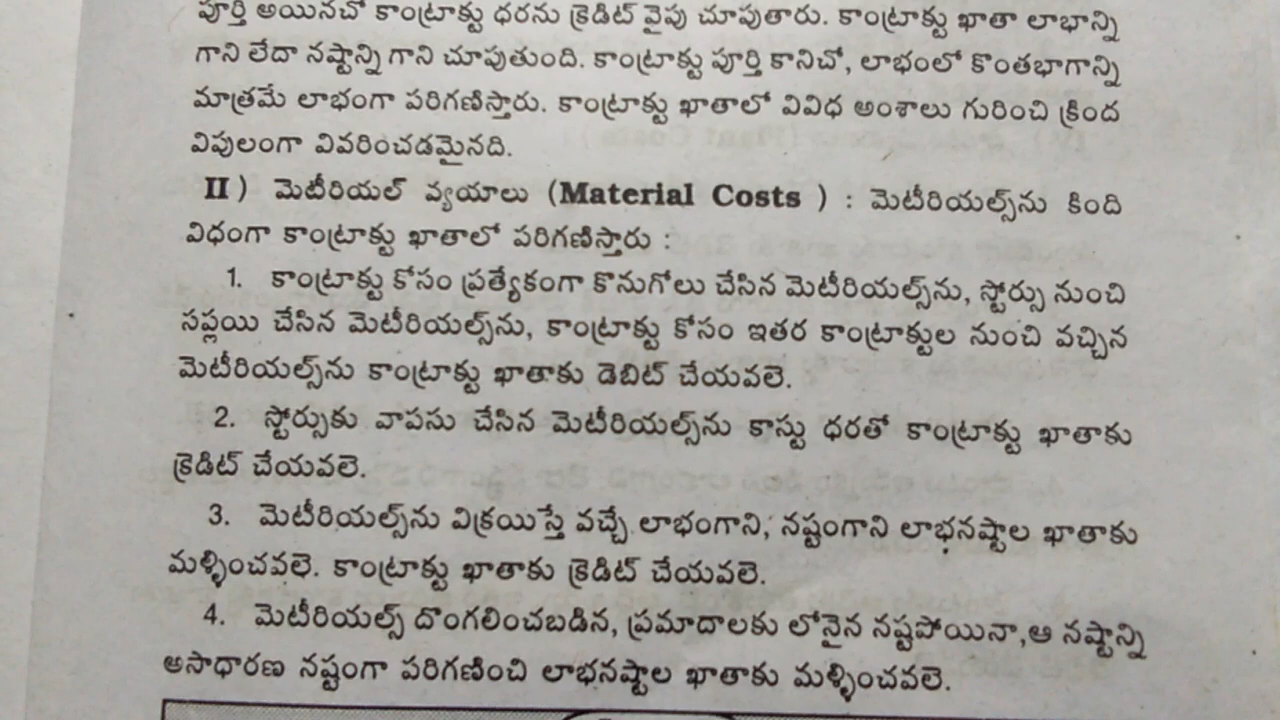 పూర్తి అయినచో కాంట్రాక్టు ధరను క్రెడిట్ వైపు చూపుతారు. కాంట్రాక్టు ఖాతా లాభాన్ని
గాని లేదా నష్టాన్ని గాని చూపుతుంది. కాంట్రాక్టు పూర్తి కానిచో, లాభంలో కొంతభాగాన్ని
మాత్రమే లాభంగా పరిగణిస్తారు. కాంట్రాక్టు ఖాతాలో వివిధ అంశాలు గురించి క్రింద
విపులంగా వివరించడమైనది.
II ) మెటీరియల్ వ్యయాలు (Material Costs ) : మెటీరియల్స్‌ను కింది
విధంగా కాంట్రాక్టు ఖాతాలో పరిగణిస్తారు :
1. కాంట్రాక్టు కోసం ప్రత్యేకంగా కొనుగోలు చేసిన మెటీరియల్స్‌ను, స్టోర్సు నుంచి
సప్లయి చేసిన మెటీరియల్స్‌ను, కాంట్రాక్టు కోసం ఇతర కాంట్రాక్టుల నుంచి వచ్చిన
మెటీరియల్స్‌ను కాంట్రాక్టు ఖాతాకు డెబిట్ చేయవలె.
2. స్టోర్సుకు వాపసు చేసిన మెటీరియల్స్‌ను కాస్టు ధరతో కాంట్రాక్టు ఖాతాకు
క్రెడిట్ చేయవలె.
3. మెటీరియల్స్‌ను విక్రయిస్తే వచ్చే లాభంగాని, నష్టంగాని లాభనష్టాల ఖాతాకు
మళ్ళించవలె. కాంట్రాక్టు ఖాతాకు క్రెడిట్ చేయవలె.
4. మెటీరియల్స్ దొంగలించబడిన, ప్రమాదాలకు లోనైన నష్టపోయినా,ఆ నష్టాన్ని
అసాధారణ నష్టంగా పరిగణించి లాభనష్టాల ఖాతాకు మళ్ళించవలె.